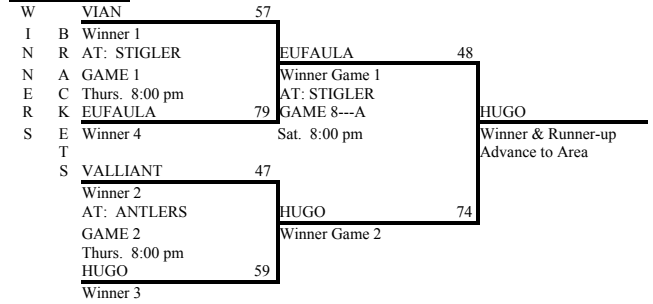 W VIAN 57
I B Winner 1
N R AT: STIGLER EUFAULA 48
N A GAME 1 Winner Game 1
E C Thurs. 8:00 pm AT: STIGLER
R K EUFAULA 79 GAME 8---A HUGO
S E Winner 4 Sat. 8:00 pm Winner & Runner-up
T Advance to Area
S VALLIANT 47
Winner 2
AT: ANTLERS HUGO 74
GAME 2 Winner Game 2
Thurs. 8:00 pm
HUGO 59
Winner 3